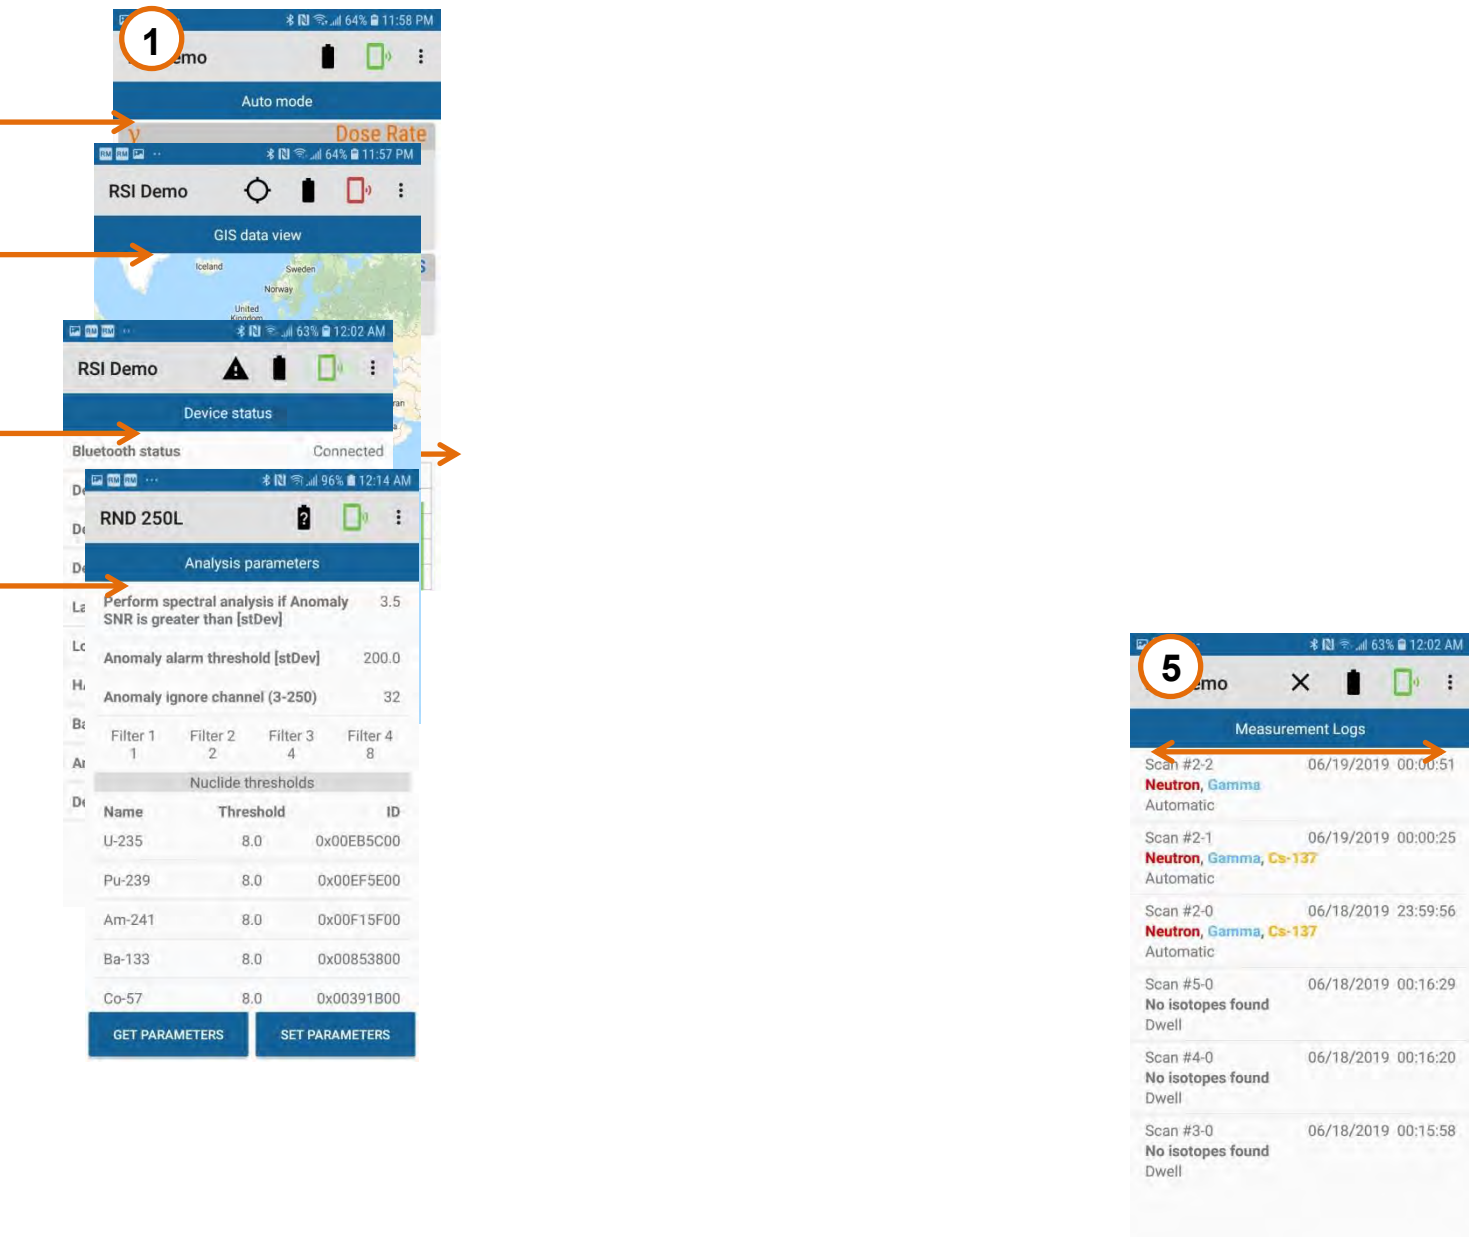 1
64% 11:58 PM
emo
Auto mode
γ Dose Rate
RM RM 64% 11:57 PM
RSI Demo
GIS data view
Iceland
Sweden
Norway
United
Kingdom
S
RM RM 63% 12:02 AM
RSI Demo
Device status
Bluetooth status Connected
RM RM 96% 12:14 AM
RND 250L
Analysis parameters
Perform spectral analysis if Anomaly 3.5
SNR is greater than [stDev]
Anomaly alarm threshold [stDev] 200.0
Anomaly ignore channel (3-250) 32
Filter 1 Filter 2 Filter 3 Filter 4
1 2 4 8
Nuclide thresholds
Name Threshold ID
U-235 8.0 0x00EB5C00
Pu-239 8.0 0x00EF5E00
Am-241 8.0 0x00F15F00
Ba-133 8.0 0x00853800
Co-57 8.0 0x00391B00
GET PARAMETERS SET PARAMETERS
5
63% 12:02 AM
emo
Measurement Logs
Scan #2-2 06/19/2019 00:00:51
Neutron, Gamma
Automatic
Scan #2-1 06/19/2019 00:00:25
Neutron, Gamma, Cs-137
Automatic
Scan #2-0 06/18/2019 23:59:56
Neutron, Gamma, Cs-137
Automatic
Scan #5-0 06/18/2019 00:16:29
No isotopes found
Dwell
Scan #4-0 06/18/2019 00:16:20
No isotopes found
Dwell
Scan #3-0 06/18/2019 00:15:58
No isotopes found
Dwell